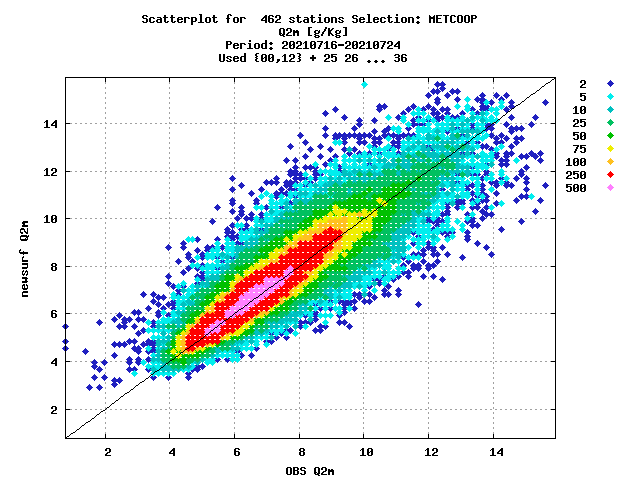 Scatterplot for  462 stations Selection: METCOOP
Q2m [g/Kg]
Period: 20210716-20210724
Used {00,12} + 25 26 ... 36
newsurf Q2m
14
12
10
8
6
4
2
2 4 6 8 10 12 14
OBS Q2m
2
5
10
25
50
75
100
250
500